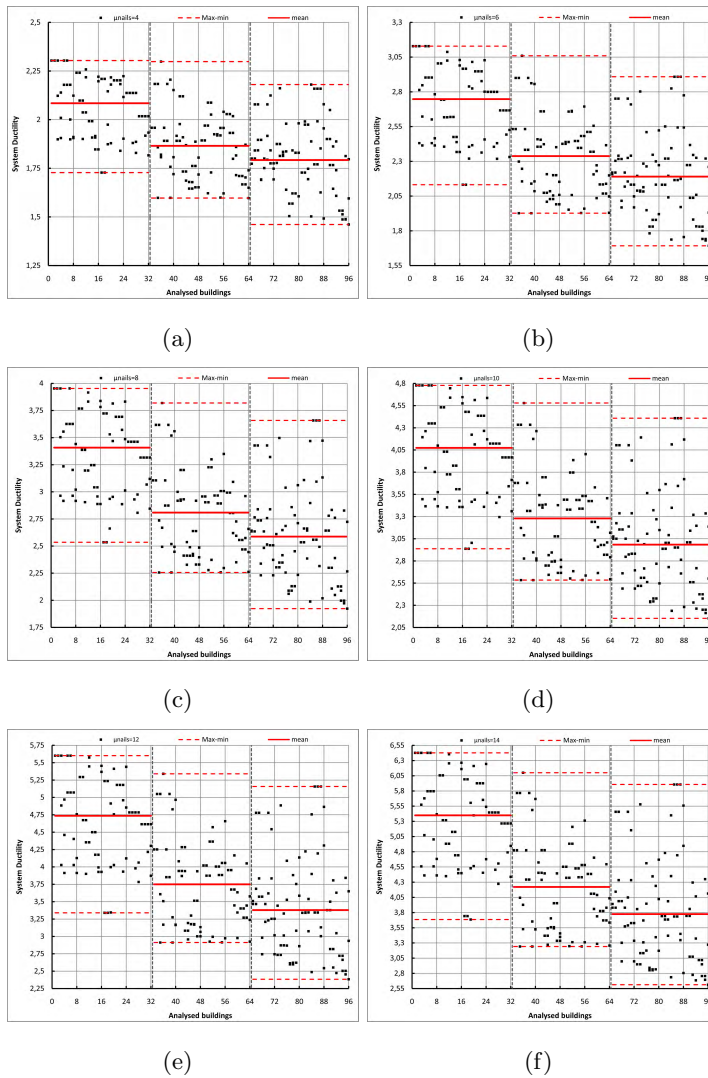 µnails=4 Max-min mean
2,5
2,25
2
1,75
1,5
1,25
System Ductility
0 8 16 24 32 40 48 56 64 72 80 88 96
Analysed buildings
(a)
µnails=6 Max-min mean
3,3
3,05
2,8
2,55
2,3
2,05
1,8
1,55
System Ductility
0 8 16 24 32 40 48 56 64 72 80 88
Analysed buildings
(b)
µnails=8 Max-min mean
4
3,75
3,5
3,25
3
2,75
2,5
2,25
2
1,75
System Ductility
0 8 16 24 32 40 48 56 64 72 80 88 96
Analysed buildings
(c)
µnails=10 Max-min mean
4,8
4,55
4,3
4,05
3,8
3,55
3,3
3,05
2,8
2,55
2,3
2,05
System Ductility
0 8 16 24 32 40 48 56 64 72 80 88
Analysed buildings
(d)
µnails=12 Max-min mean
5,75
5,5
5,25
5
4,75
4,5
4,25
4
3,75
3,5
3,25
3
2,75
2,5
2,25
System Ductility
0 8 16 24 32 40 48 56 64 72 80 88 96
Analysed buildings
(e)
µnails=14 Max-min mean
6,55
6,3
6,05
5,8
5,55
5,3
5,05
4,8
4,55
4,3
4,05
3,8
3,55
3,3
3,05
2,8
2,55
System Ductility
0 8 16 24 32 40 48 56 64 72 80 88
Analysed buildings
(f)